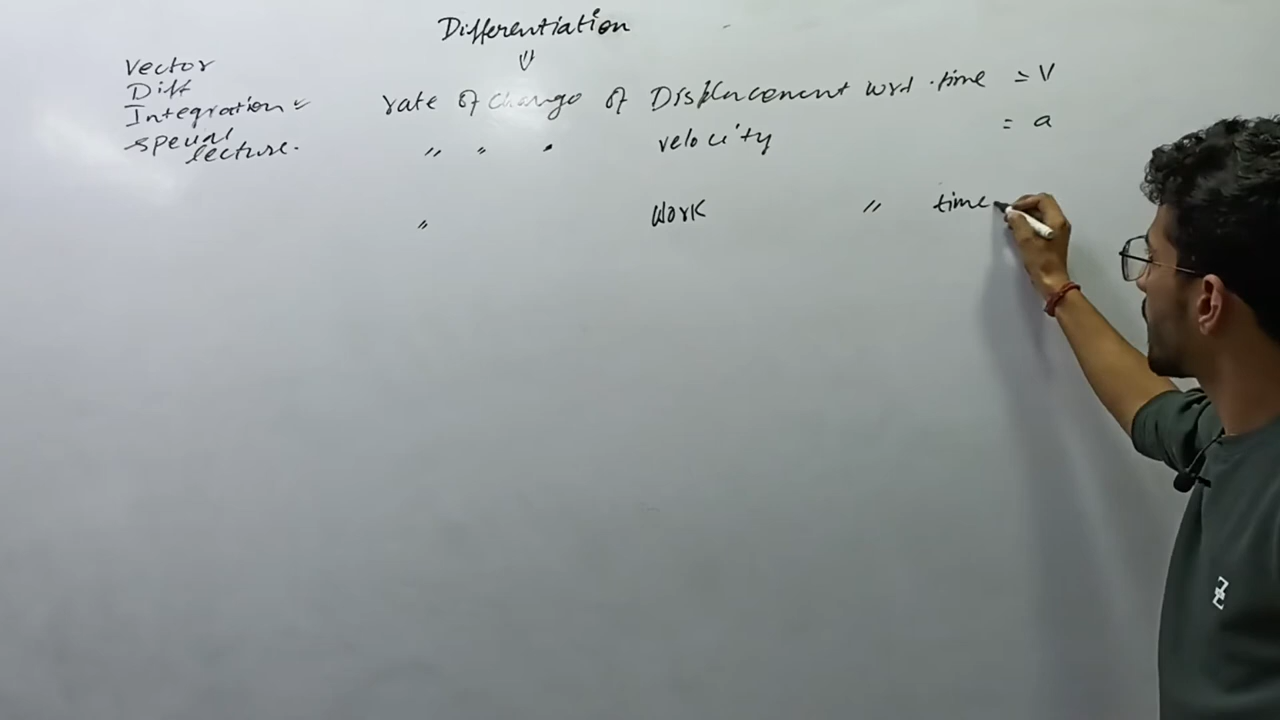 Differentiation
⇓
Vector
Diff
Integration ✓
special
lecture.
rate of change of Displacement wrt . time = V
" " " velocity = a
" Work " time